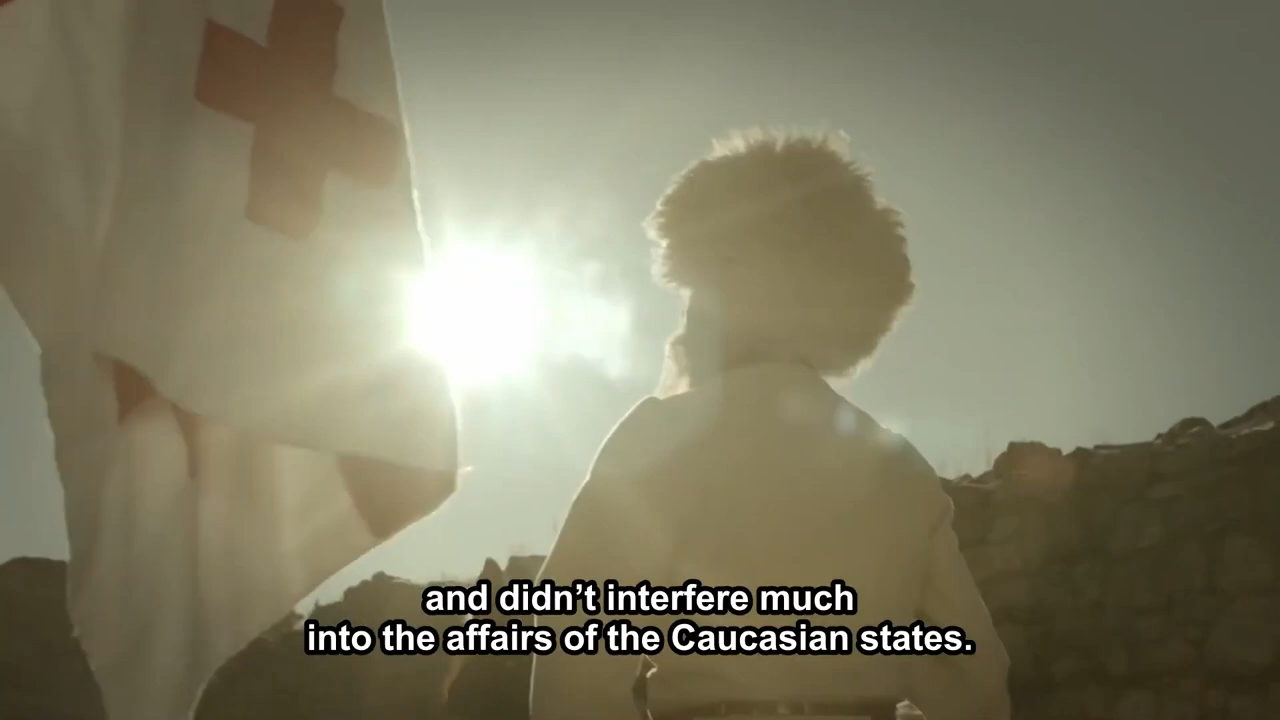 and didn’t interfere much
into the affairs of the Caucasian states.